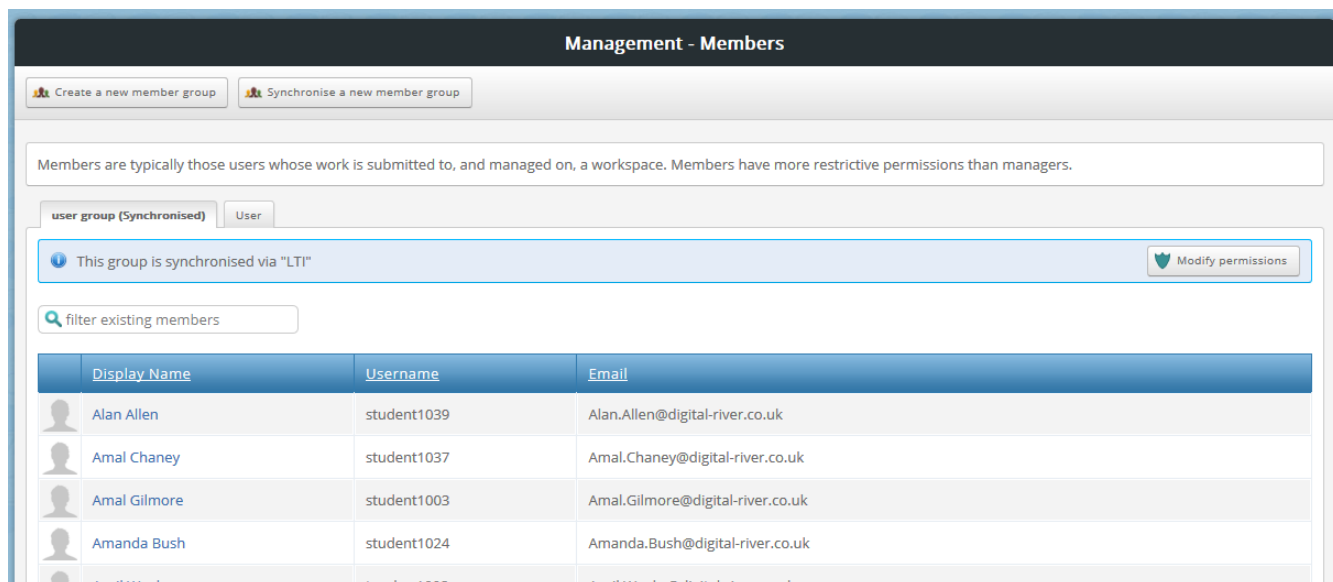 Management - Members
Create a new member group Synchronise a new member group
Members are typically those users whose work is submitted to, and managed on, a workspace. Members have more restrictive permissions than managers.
user group (Synchronised) User
This group is synchronised via "LTI" Modify permissions
filter existing members
Display Name Username Email
Alan Allen student1039 Alan.Allen@digital-river.co.uk
Amal Chaney student1037 Amal.Chaney@digital-river.co.uk
Amal Gilmore student1003 Amal.Gilmore@digital-river.co.uk
Amanda Bush student1024 Amanda.Bush@digital-river.co.uk